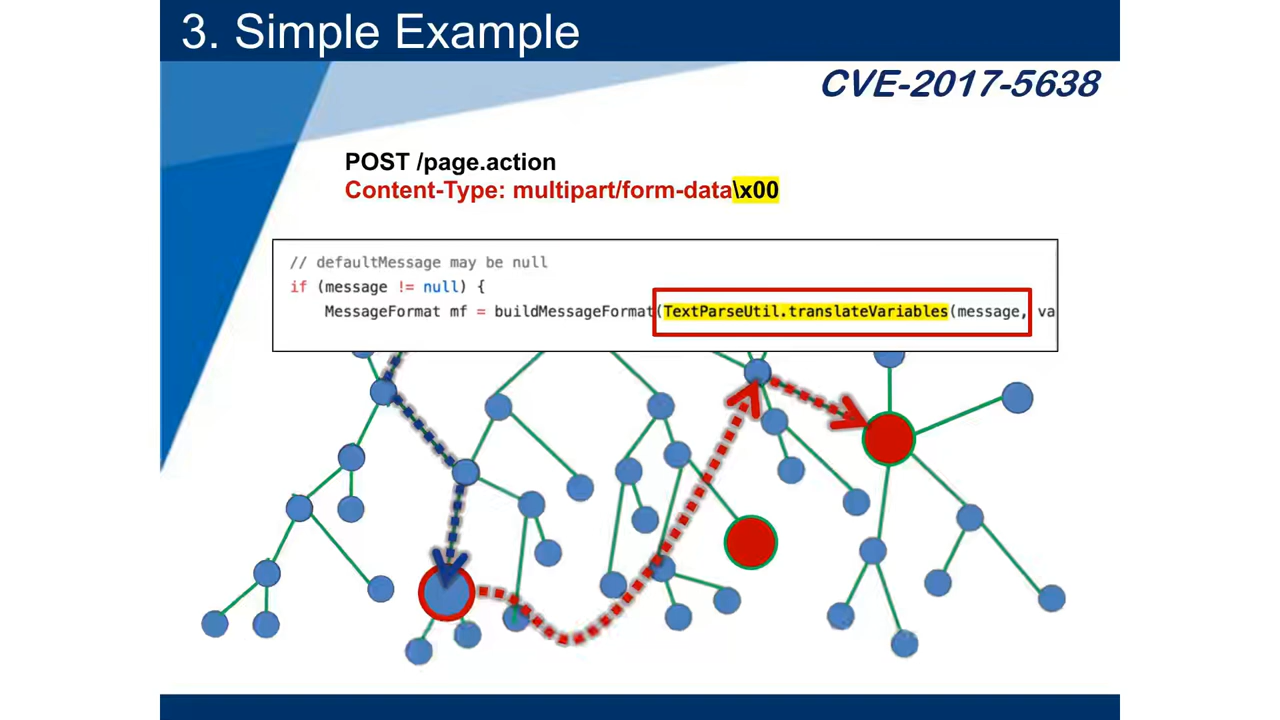 3. Simple Example
CVE-2017-5638
POST /page.action
Content-Type: multipart/form-data\x00
// defaultMessage may be null
if (message != null) {
MessageFormat mf = buildMessageFormat(TextParseUtil.translateVariables(message, va